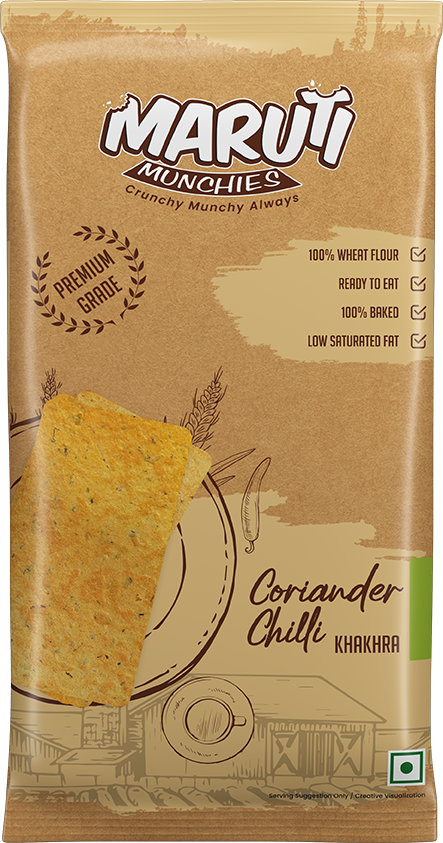 MARUTI
MUNCHIES
Crunchy Munchy Always
PREMIUM
GRADE
100% WHEAT FLOUR
READY TO EAT
100% BAKED
LOW SATURATED FAT
Coriander
Chilli KHAKHRA
Serving Suggestion Only / Creative Visualization